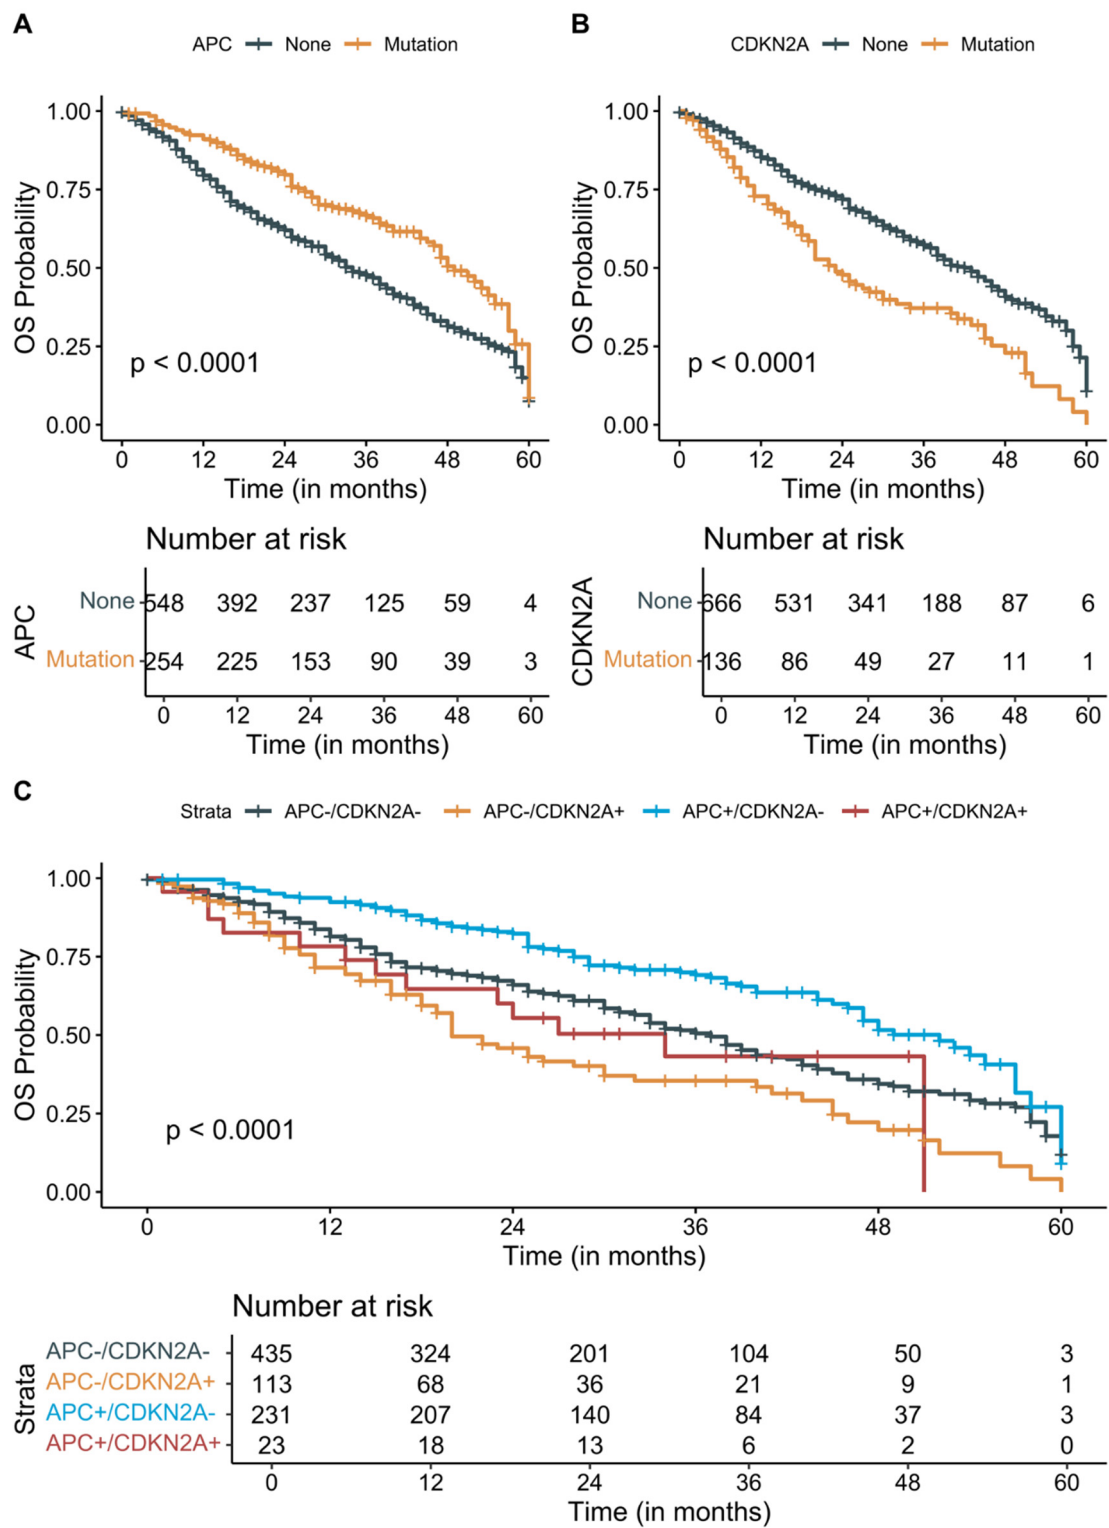 A
APC None Mutation
1.00
0.75
0.50
0.25
0.00
OS Probability
p < 0.0001
0 12 24 36 48 60
Time (in months)
Number at risk
APC
None 548 392 237 125 59 4
Mutation 254 225 153 90 39 3
0 12 24 36 48 60
Time (in months)
B
CDKN2A None Mutation
1.00
0.75
0.50
0.25
0.00
OS Probability
p < 0.0001
0 12 24 36 48 60
Time (in months)
Number at risk
CDKN2A
None 666 531 341 188 87 6
Mutation 136 86 49 27 11 1
0 12 24 36 48 60
Time (in months)
C
Strata APC-/CDKN2A- APC-/CDKN2A+ APC+/CDKN2A- APC+/CDKN2A+
1.00
0.75
0.50
0.25
0.00
OS Probability
p < 0.0001
0 12 24 36 48 60
Time (in months)
Number at risk
Strata
APC-/CDKN2A- 435 324 201 104 50 3
APC-/CDKN2A+ 113 68 36 21 9 1
APC+/CDKN2A- 231 207 140 84 37 3
APC+/CDKN2A+ 23 18 13 6 2 0
0 12 24 36 48 60
Time (in months)